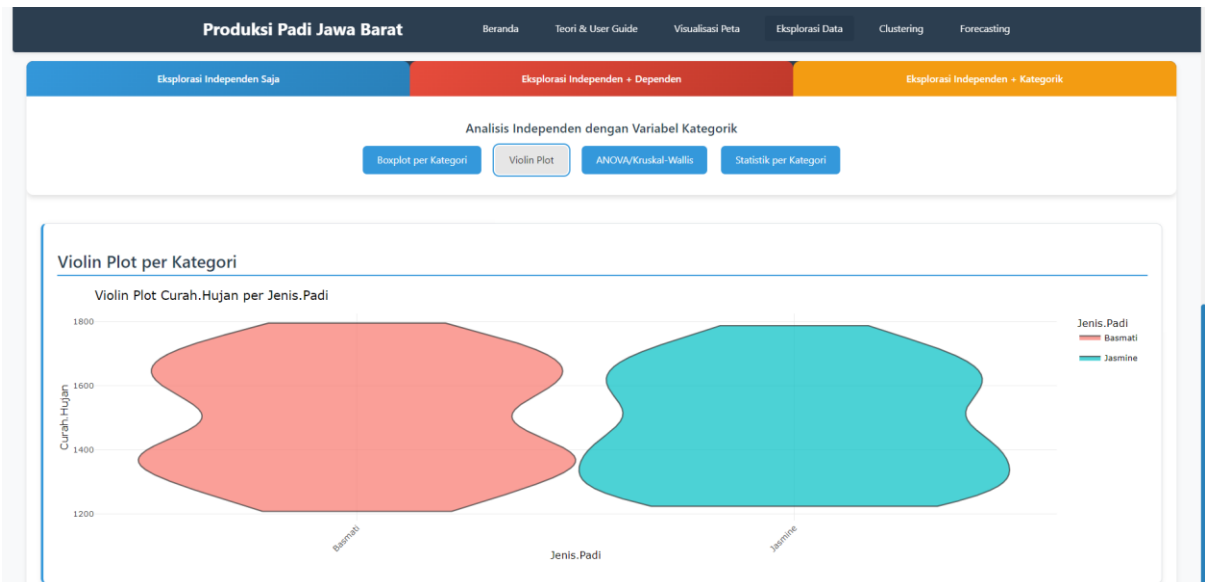 Produksi Padi Jawa Barat
Beranda
Teori & User Guide
Visualisasi Peta
Eksplorasi Data
Clustering
Forecasting
Eksplorasi Independen Saja
Eksplorasi Independen + Dependen
Eksplorasi Independen + Kategorik
Analisis Independen dengan Variabel Kategorik
Boxplot per Kategori
Violin Plot
ANOVA/Kruskal-Wallis
Statistik per Kategori
Violin Plot per Kategori
Violin Plot Curah.Hujan per Jenis.Padi
1800
1600
1400
1200
Curah.Hujan
Basmati
Jasmine
Jenis.Padi
Jenis.Padi
Basmati
Jasmine